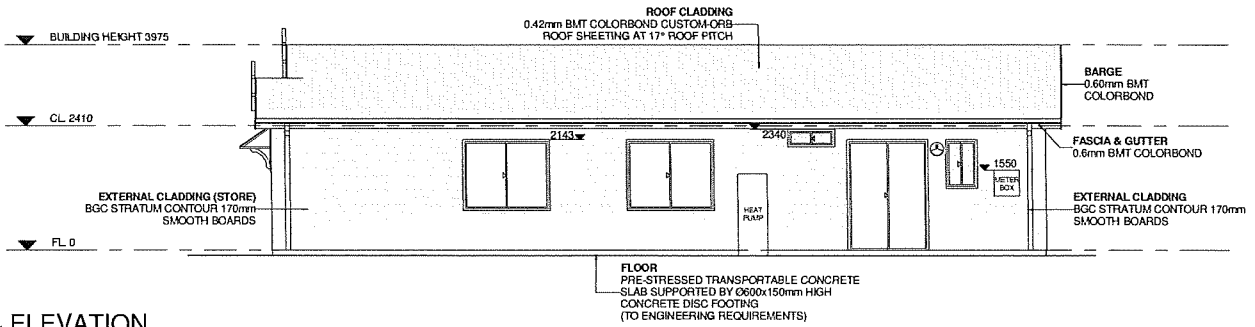 ROOF CLADDING
0.42mm BMT COLORBOND CUSTOM-ORB
ROOF SHEETING AT 17° ROOF PITCH
BUILDING HEIGHT 3975
BARGE
0.60mm BMT
COLORBOND
CL 2410
2143
2340
FASCIA & GUTTER
0.6mm BMT COLORBOND
1550
METER
BOX
EXTERNAL CLADDING (STORE)
BGC STRATUM CONTOUR 170mm
SMOOTH BOARDS
HEAT
PUMP
EXTERNAL CLADDING
BGC STRATUM CONTOUR 170mm
SMOOTH BOARDS
FL 0
FLOOR
PRE-STRESSED TRANSPORTABLE CONCRETE
SLAB SUPPORTED BY Ø600x150mm HIGH
CONCRETE DISC FOOTING
(TO ENGINEERING REQUIREMENTS)
ELEVATION